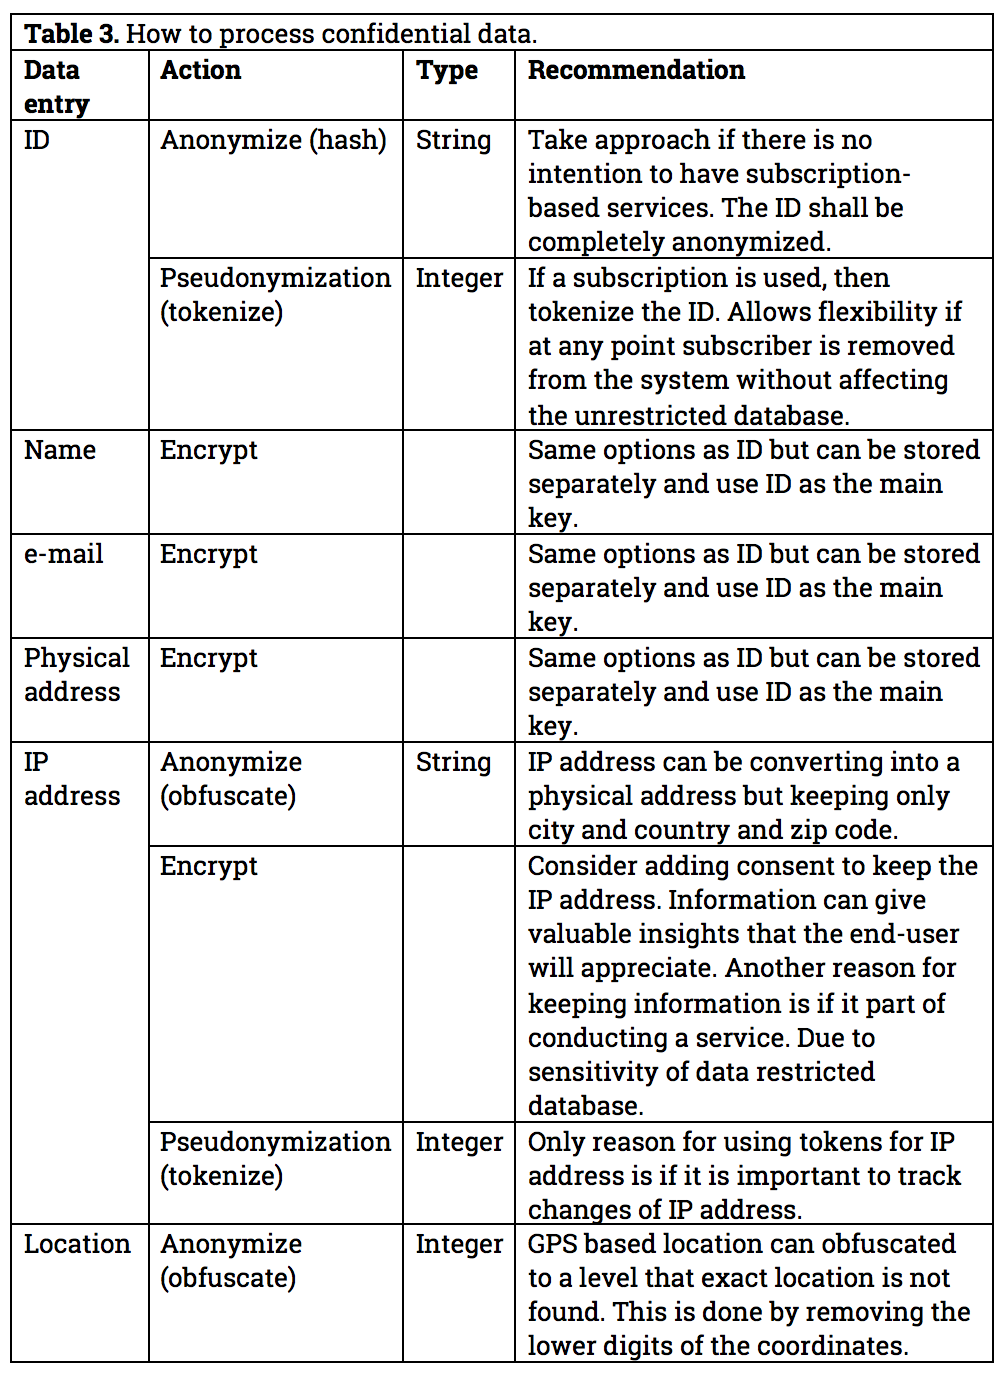 Table 3. How to process confidential data.
Data entry
Action
Type
Recommendation
ID
Anonymize (hash)
String
Take approach if there is no
intention to have subscription-
based services. The ID shall be
completely anonymized.
Pseudonymization
(tokenize)
Integer
If a subscription is used, then
tokenize the ID. Allows flexibility if
at any point subscriber is removed
from the system without affecting
the unrestricted database.
Name
Encrypt
Same options as ID but can be stored
separately and use ID as the main
key.
e-mail
Encrypt
Same options as ID but can be stored
separately and use ID as the main
key.
Physical
address
Encrypt
Same options as ID but can be stored
separately and use ID as the main
key.
IP
address
Anonymize
(obfuscate)
String
IP address can be converting into a
physical address but keeping only
city and country and zip code.
Encrypt
Consider adding consent to keep the
IP address. Information can give
valuable insights that the end-user
will appreciate. Another reason for
keeping information is if it part of
conducting a service. Due to
sensitivity of data restricted
database.
Pseudonymization
(tokenize)
Integer
Only reason for using tokens for IP
address is if it is important to track
changes of IP address.
Location
Anonymize
(obfuscate)
Integer
GPS based location can obfuscated
to a level that exact location is not
found. This is done by removing the
lower digits of the coordinates.